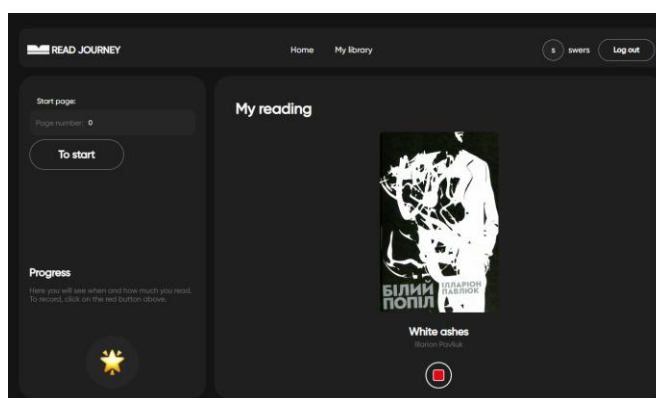 READ JOURNEY
Home
My library
s
swers
Log out
Start page:
Page number: 0
To start
Progress
Here you will see when and how much you read.
To record, click on the red button above.
My reading
БІЛИЙ
ПОПІЛ
ІЛЛАРІОН
ПАВЛЮК
White ashes
Illarion Pavliuk